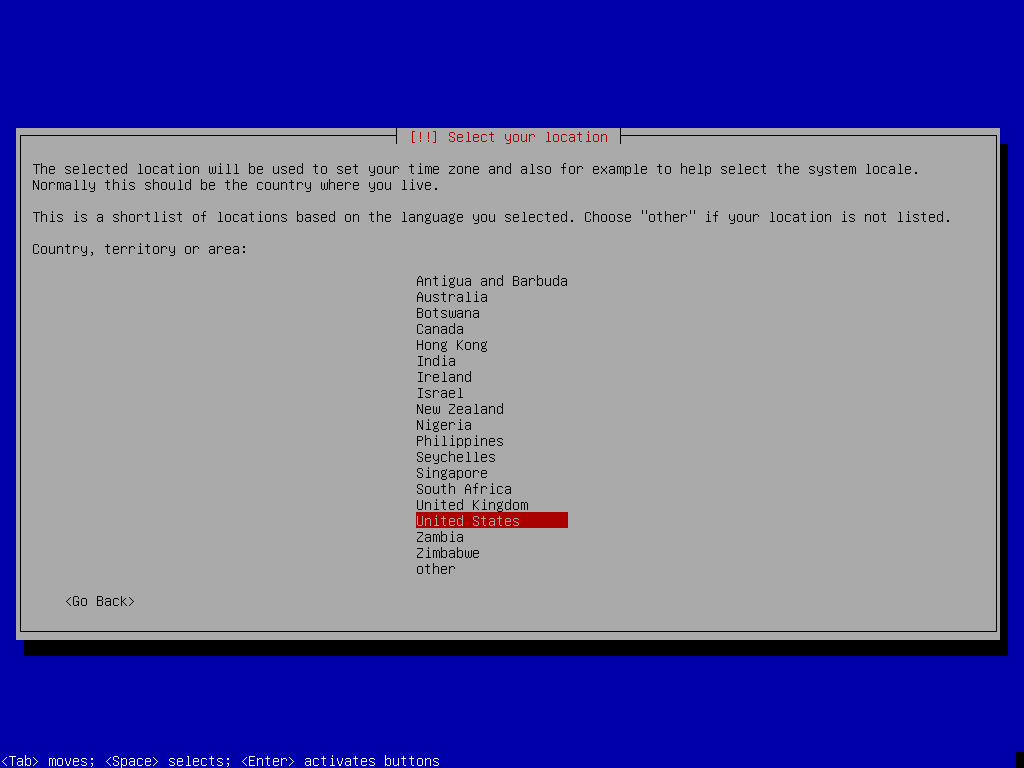 [!!] Select your location
The selected location will be used to set your time zone and also for example to help select the system locale.
Normally this should be the country where you live.
This is a shortlist of locations based on the language you selected. Choose "other" if your location is not listed.
Country, territory or area:
Antigua and Barbuda
Australia
Botswana
Canada
Hong Kong
India
Ireland
Israel
New Zealand
Nigeria
Philippines
Seychelles
Singapore
South Africa
United Kingdom
United States
Zambia
Zimbabwe
other
<Go Back>
<Tab> moves; <Space> selects; <Enter> activates buttons